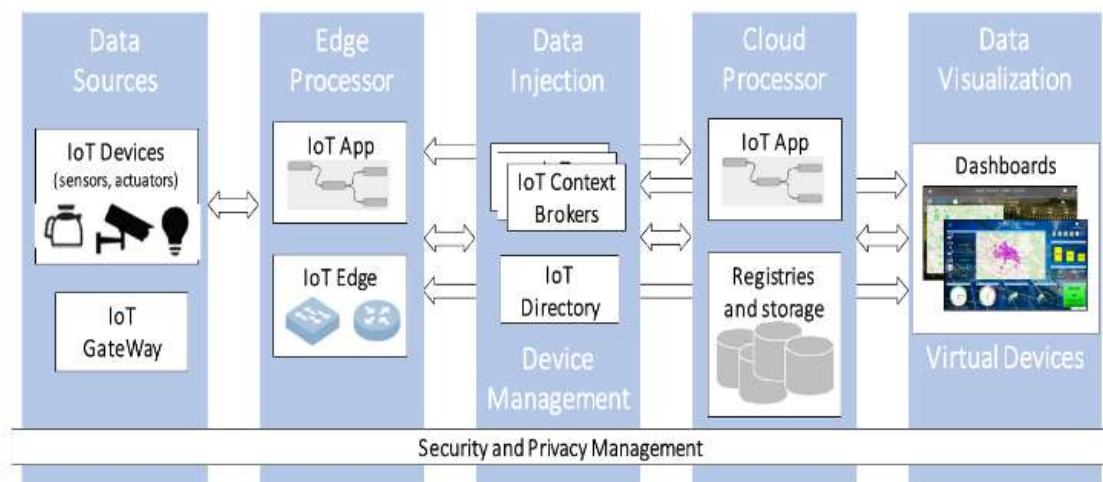 Data
Sources
IoT Devices
(sensors, actuators)
IoT
GateWay
Edge
Processor
IoT App
IoT Edge
Data
Injection
IoT Context
Brokers
IoT
Directory
Device
Management
Cloud
Processor
IoT App
Registries
and storage
Data
Visualization
Dashboards
Virtual Devices
Security and Privacy Management